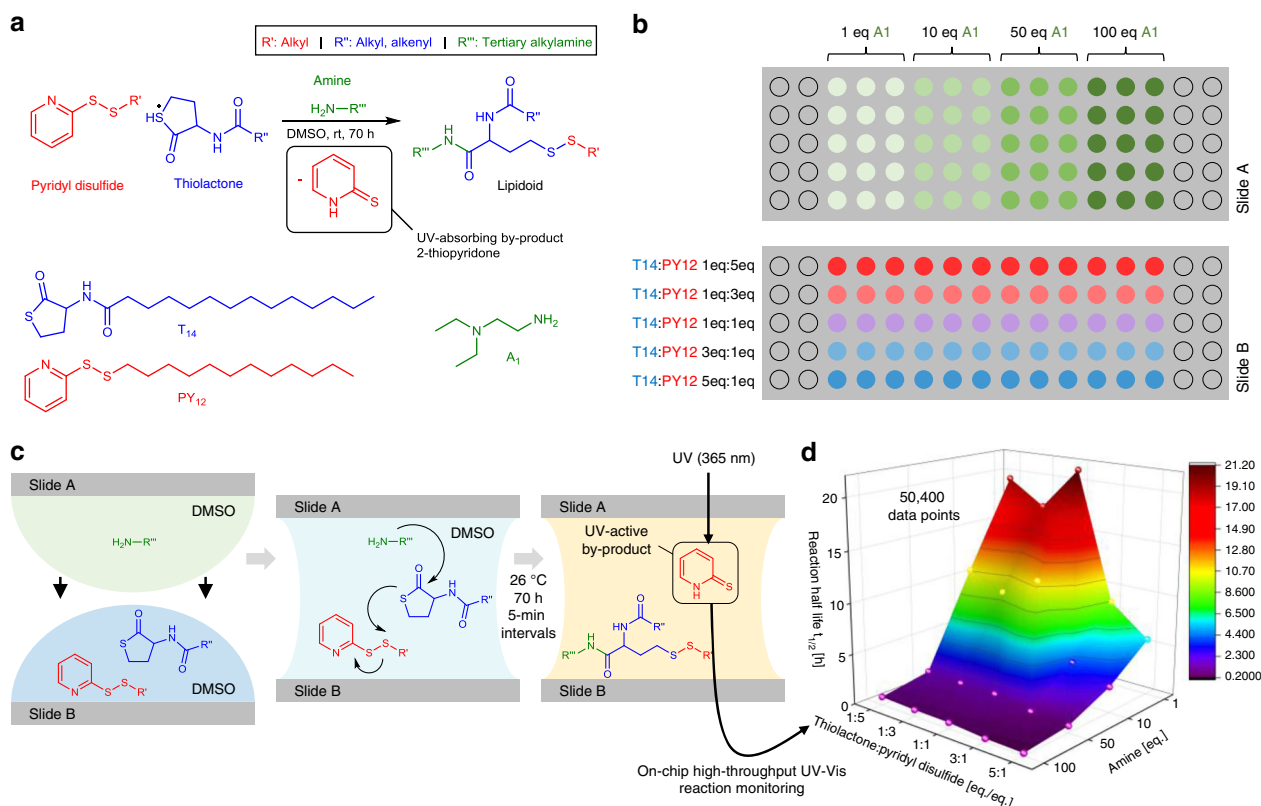 a
R': Alkyl | R'': Alkyl, alkenyl | R''': Tertiary alkylamine
N
S
S
R'
Pyridyl disulfide
HS
O
N
H
O
R''
Thiolactone
Amine
H2N—R'''
DMSO, rt, 70 h
-
N
H
S
UV-absorbing by-product
2-thiopyridone
O
HN
R''
H
N
R'''
O
S
S
R'
Lipidoid
O
S
H
N
O
T14
N
S
S
PY12
N
NH2
A1
b
1 eq A1
10 eq A1
50 eq A1
100 eq A1
Slide A
T14:PY12 1eq:5eq
T14:PY12 1eq:3eq
T14:PY12 1eq:1eq
T14:PY12 3eq:1eq
T14:PY12 5eq:1eq
Slide B
c
Slide A
DMSO
H2N—R'''
O
S
H
N
R''
O
N
S
S
R'
DMSO
Slide B
Slide A
H2N—R'''
DMSO
O
S
H
N
R''
O
N
S
S
R'
Slide B
26 °C
70 h
5-min
intervals
UV (365 nm)
Slide A
UV-active
by-product
N
H
S
O
HN
R''
H
N
R'''
O
S
S
R'
Slide B
On-chip high-throughput UV-Vis
reaction monitoring
d
50,400
data points
Reaction half life t1/2 [h]
20
15
10
5
0
1:5
1:3
1:1
3:1
5:1
Thiolactone:pyridyl disulfide [eq./eq.]
100
50
10
1
Amine [eq.]
21.20
19.10
17.00
14.90
12.80
10.70
8.600
6.500
4.400
2.300
0.2000